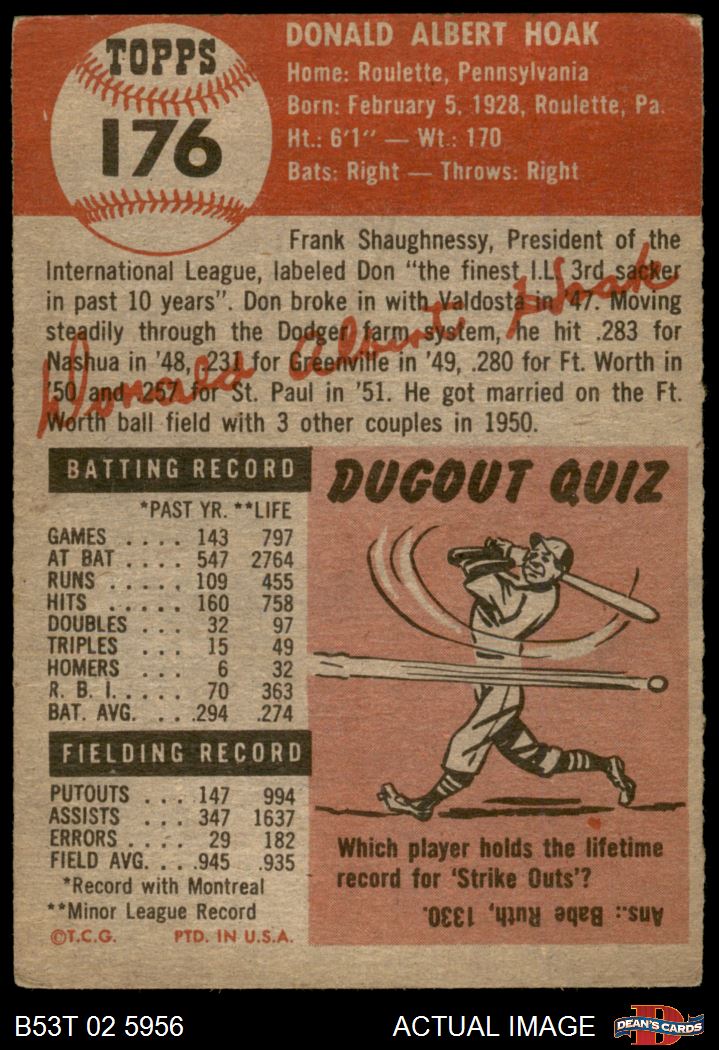 TOPPS
176
DONALD ALBERT HOAK
Home: Roulette, Pennsylvania
Born: February 5, 1928, Roulette, Pa.
Ht.: 6'1" — Wt.: 170
Bats: Right — Throws: Right
Frank Shaughnessy, President of the
International League, labeled Don "the finest I.L. 3rd sacker
in past 10 years". Don broke in with Valdosta in '47. Moving
steadily through the Dodger farm system, he hit .283 for
Nashua in '48, .231 for Greenville in '49, .280 for Ft. Worth in
'50 and .257 for St. Paul in '51. He got married on the Ft.
Worth ball field with 3 other couples in 1950.
Donald Albert Hoak
BATTING RECORD
*PAST YR. **LIFE
GAMES .... 143 797
AT BAT .... 547 2764
RUNS ..... 109 455
HITS ..... 160 758
DOUBLES ... 32 97
TRIPLES ... 15 49
HOMERS ... 6 32
R. B. I. .... 70 363
BAT. AVG. ... .294 .274
FIELDING RECORD
PUTOUTS ... 147 994
ASSISTS ... 347 1637
ERRORS ... 29 182
FIELD AVG. ... .945 .935
*Record with Montreal
**Minor League Record
©T.C.G. PTD. IN U.S.A.
DUGOUT QUIZ
Which player holds the lifetime
record for 'Strike Outs'?
Ans.: Babe Ruth, 1330.
B53T 02 5956
ACTUAL IMAGE
D
DEAN'S CARDS